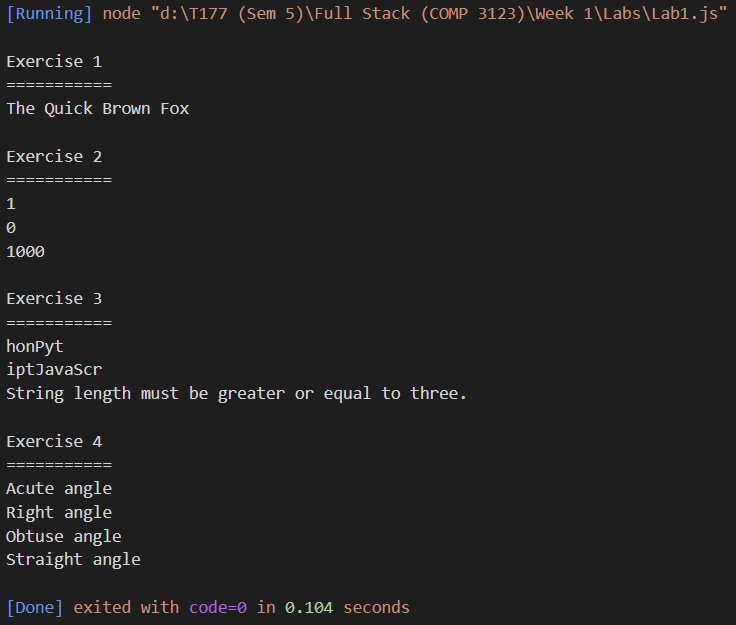 [Running] node "d:\T177 (Sem 5)\Full Stack (COMP 3123)\Week 1\Labs\Lab1.js"
Exercise 1
===========
The Quick Brown Fox
Exercise 2
===========
1
0
1000
Exercise 3
===========
honPyt
iptJavaScr
String length must be greater or equal to three.
Exercise 4
===========
Acute angle
Right angle
Obtuse angle
Straight angle
[Done] exited with code=0 in 0.104 seconds